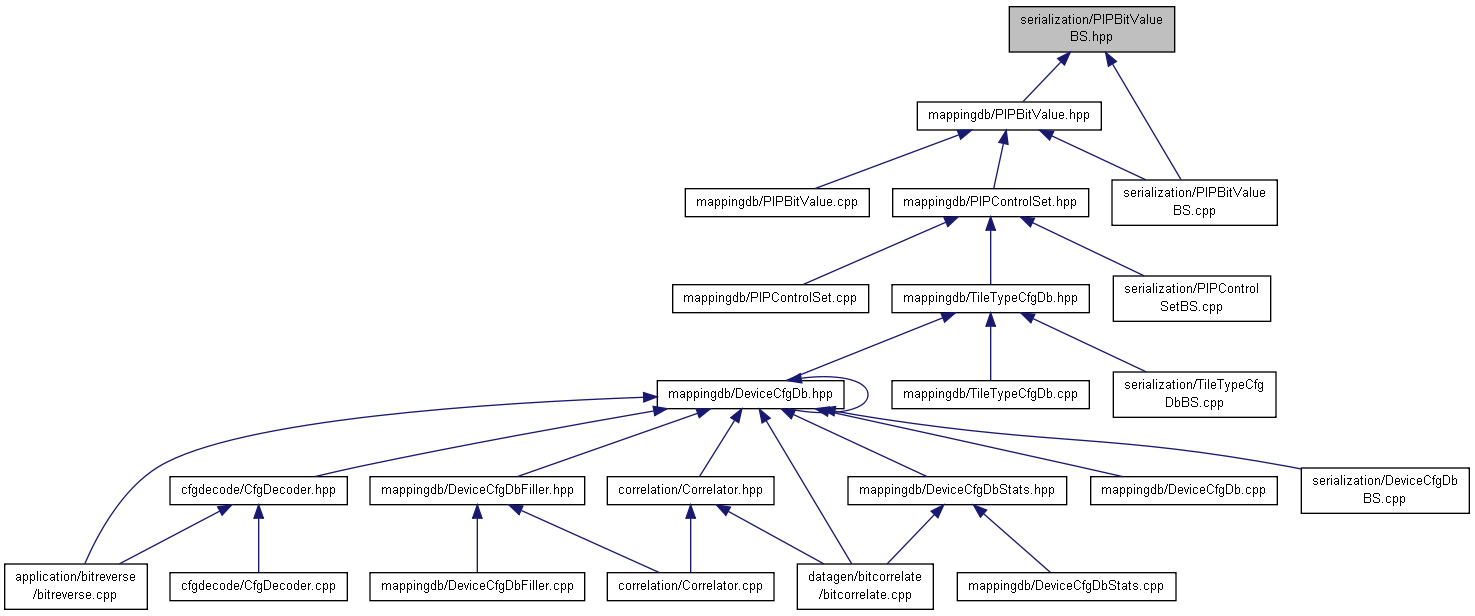 serialization/PIPBitValue
BS.hpp
mappingdb/PIPBitValue.hpp
mappingdb/PIPBitValue.cpp
mappingdb/PIPControlSet.hpp
serialization/PIPBitValue
BS.cpp
mappingdb/PIPControlSet.cpp
mappingdb/TileTypeCfgDb.hpp
serialization/PIPControl
SetBS.cpp
mappingdb/DeviceCfgDb.hpp
mappingdb/TileTypeCfgDb.cpp
serialization/TileTypeCfg
DbBS.cpp
cfgdecode/CfgDecoder.hpp
mappingdb/DeviceCfgDbFiller.hpp
correlation/Correlator.hpp
mappingdb/DeviceCfgDbStats.hpp
mappingdb/DeviceCfgDb.cpp
serialization/DeviceCfgDb
BS.cpp
application/bitreverse
/bitreverse.cpp
cfgdecode/CfgDecoder.cpp
mappingdb/DeviceCfgDbFiller.cpp
correlation/Correlator.cpp
datagen/bitcorrelate
/bitcorrelate.cpp
mappingdb/DeviceCfgDbStats.cpp